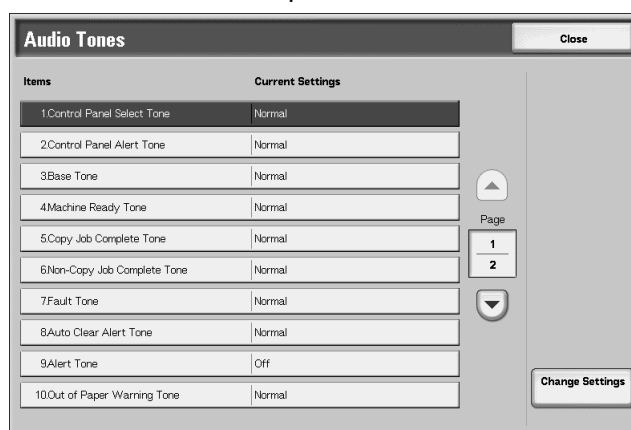 Audio Tones
Close
Items Current Settings
1.Control Panel Select Tone Normal
2.Control Panel Alert Tone Normal
3.Base Tone Normal
4.Machine Ready Tone Normal
5.Copy Job Complete Tone Normal
6.Non-Copy Job Complete Tone Normal
7.Fault Tone Normal
8.Auto Clear Alert Tone Normal
9.Alert Tone Off
10.Out of Paper Warning Tone Normal
Page
1
2
Change Settings